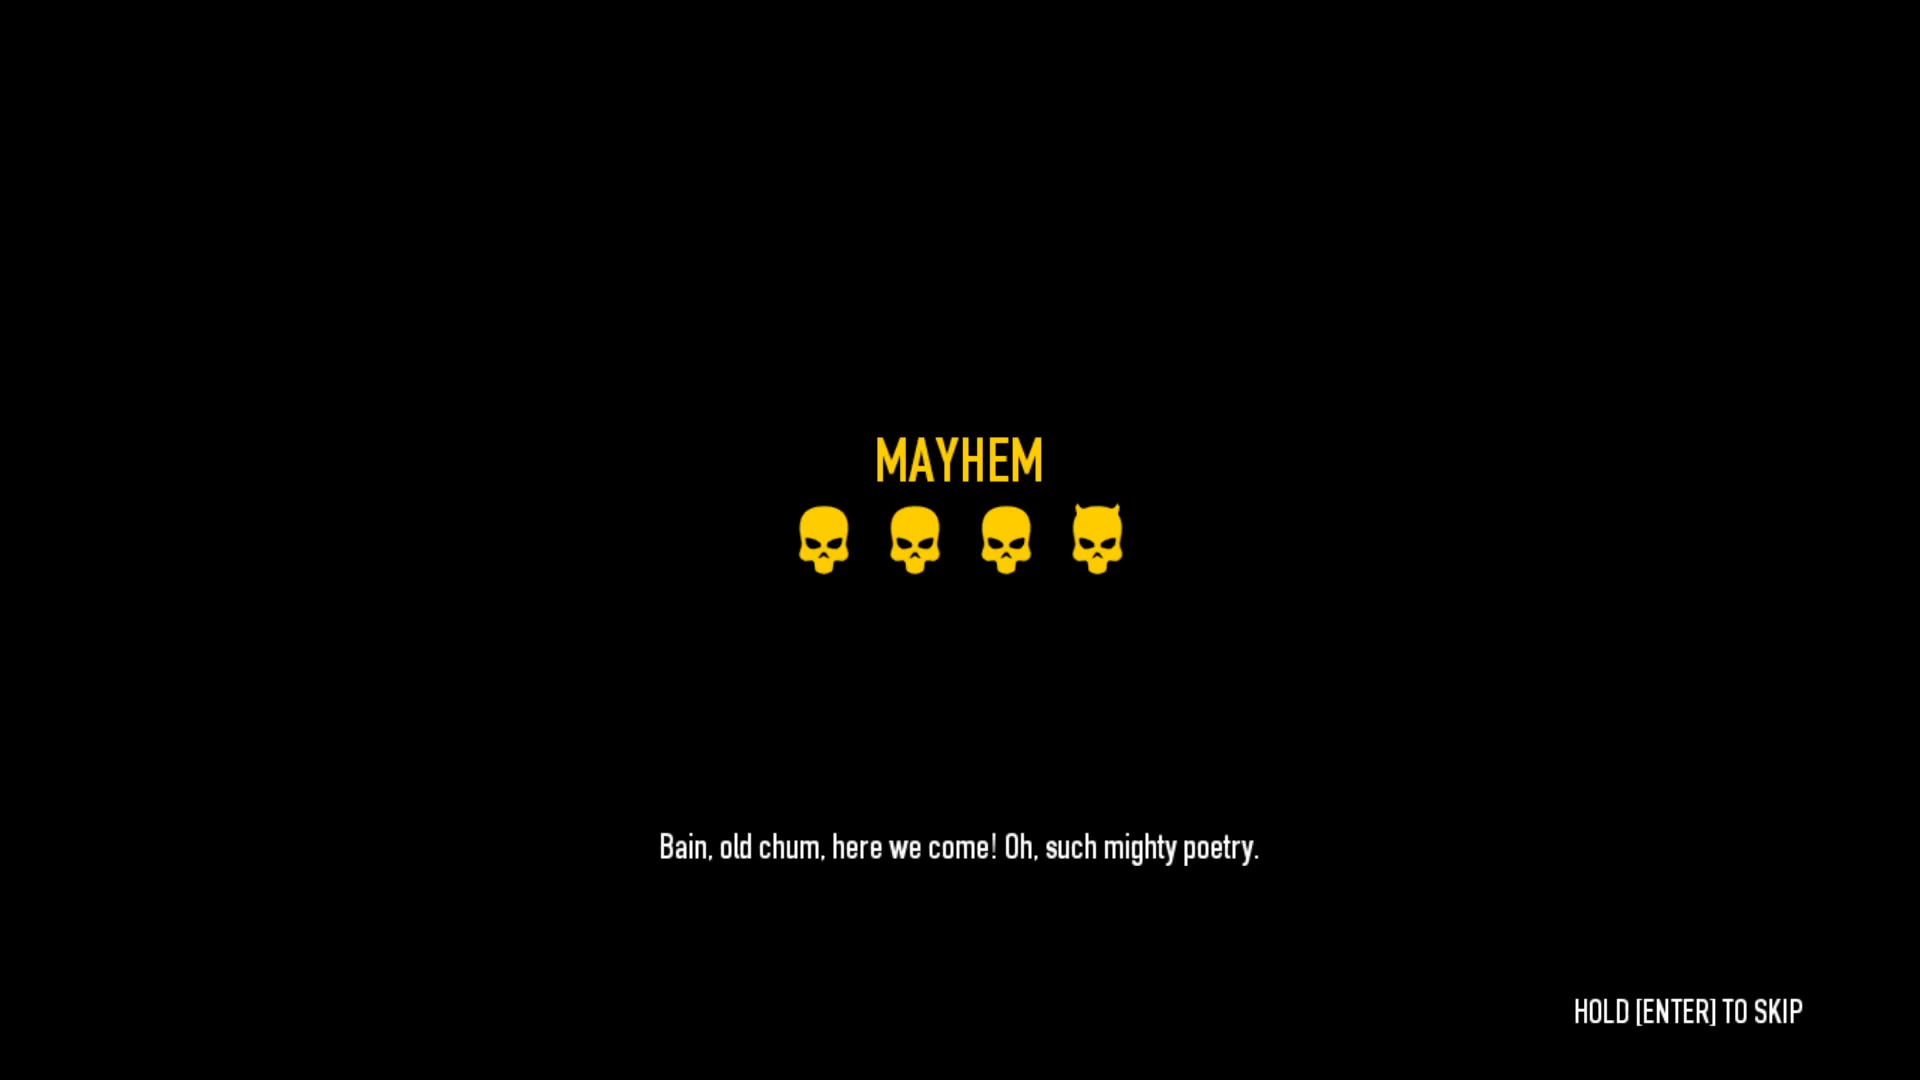 MAYHEM
Bain, old chum, here we come! Oh, such mighty poetry.
HOLD [ENTER] TO SKIP